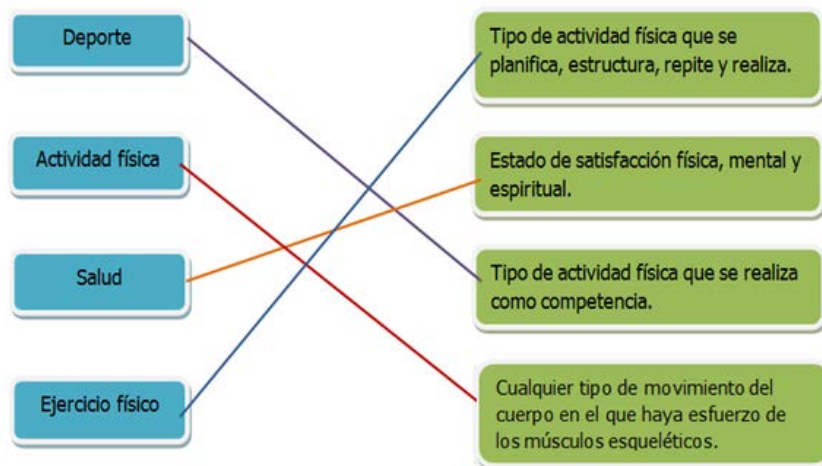 Deporte
Tipo de actividad física que se
planifica, estructura, repite y realiza.
Actividad física
Estado de satisfacción física, mental y
espiritual.
Salud
Tipo de actividad física que se realiza
como competencia.
Ejercicio físico
Cualquier tipo de movimiento del
cuerpo en el que haya esfuerzo de
los músculos esqueléticos.